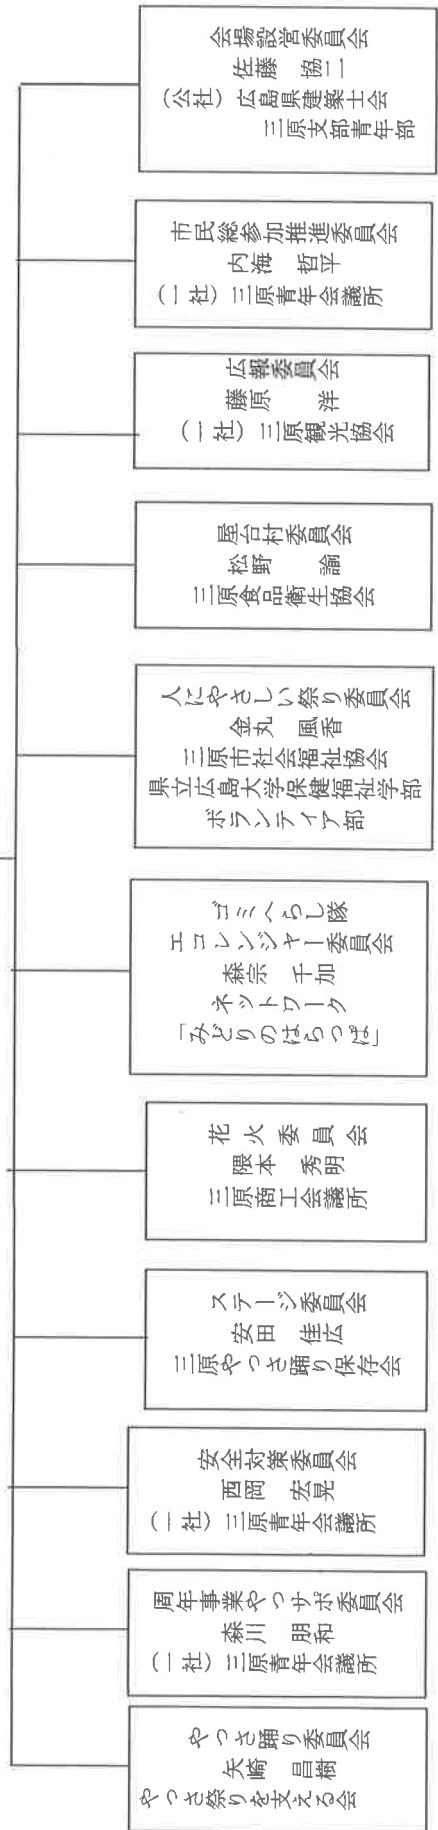 会場設営委員会
佐藤　協二
（公社）広島県建築士会
三原支部青年部
市民総参加推進委員会
内海　哲平
（一社）三原青年会議所
広報委員会
藤原　洋
（一社）三原観光協会
屋台村委員会
松野　諭
三原食品衛生協会
人にやさしい祭り委員会
金丸　風香
三原市社会福祉協会
県立広島大学保健福祉学部
ボランティア部
ゴミへらし隊
エコレンジャー委員会
森宗　千加
ネットワーク
「みどりのはらっぱ」
花火委員会
隈本　秀明
三原商工会議所
ステージ委員会
安田　佳広
三原やっさ踊り保存会
安全対策委員会
西岡　宏晃
（一社）三原青年会議所
周年事業やっサポ委員会
森川　朋和
（一社）三原青年会議所
やっさ踊り委員会
矢崎　昌樹
やっさ祭りを支える会